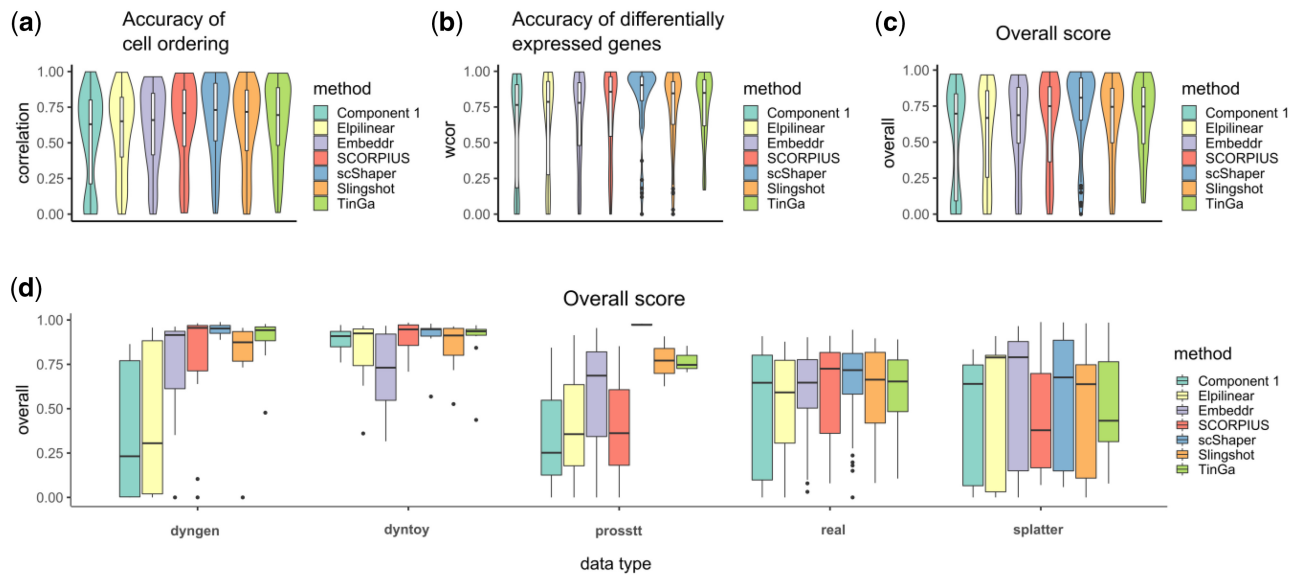 (a)
Accuracy of
cell ordering
correlation
1.00
0.75
0.50
0.25
0.00
method
Component 1
Elpilinear
Embeddr
SCORPIUS
scShaper
Slingshot
TinGa
(b)
Accuracy of differentially
expressed genes
wcor
1.00
0.75
0.50
0.25
0.00
method
Component 1
Elpilinear
Embeddr
SCORPIUS
scShaper
Slingshot
TinGa
(c)
Overall score
overall
1.00
0.75
0.50
0.25
0.00
method
Component 1
Elpilinear
Embeddr
SCORPIUS
scShaper
Slingshot
TinGa
(d)
Overall score
overall
1.00
0.75
0.50
0.25
0.00
dyngen
dyntoy
prosstt
real
splatter
data type
method
Component 1
Elpilinear
Embeddr
SCORPIUS
scShaper
Slingshot
TinGa